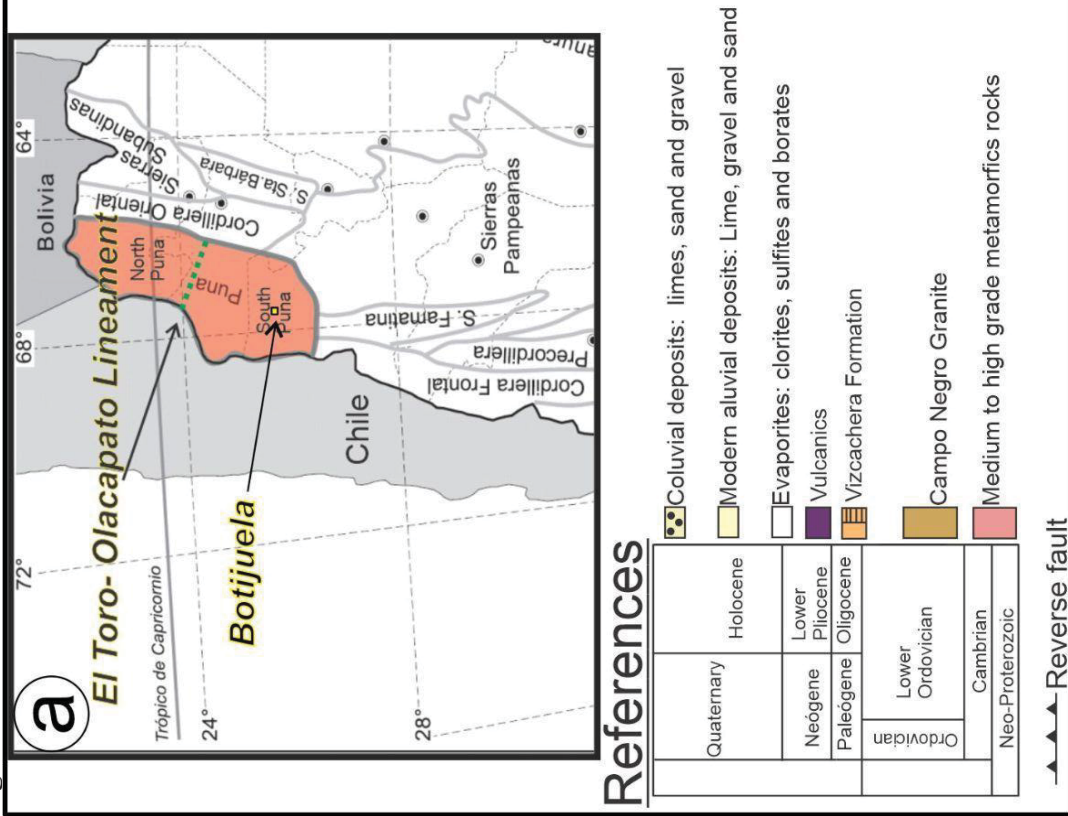 a
72°
68°
64°
El Toro- Olacapato Lineament
Bolivia
Trópico de Capricornio
24°
28°
Botijuela
Chile
North
Puna
Puna
South
Puna
Cordillera Oriental
Sierras
Subandinas
S. Sta.Bárbara
Sierras
Pampeanas
S. Famatina
Precordillera
Cordillera Frontal
References
Quaternary
Holocene
Coluvial deposits: limes, sand and gravel
Modern aluvial deposits: Lime, gravel and sand
Evaporites: clorites, sulfites and borates
Neógene
Lower
Pliocene
Vulcanics
Paleógene
Oligocene
Vizcachera Formation
Ordovician
Lower
Ordovician
Campo Negro Granite
Cambrian
Neo-Proterozoic
Medium to high grade metamorfics rocks
Reverse fault